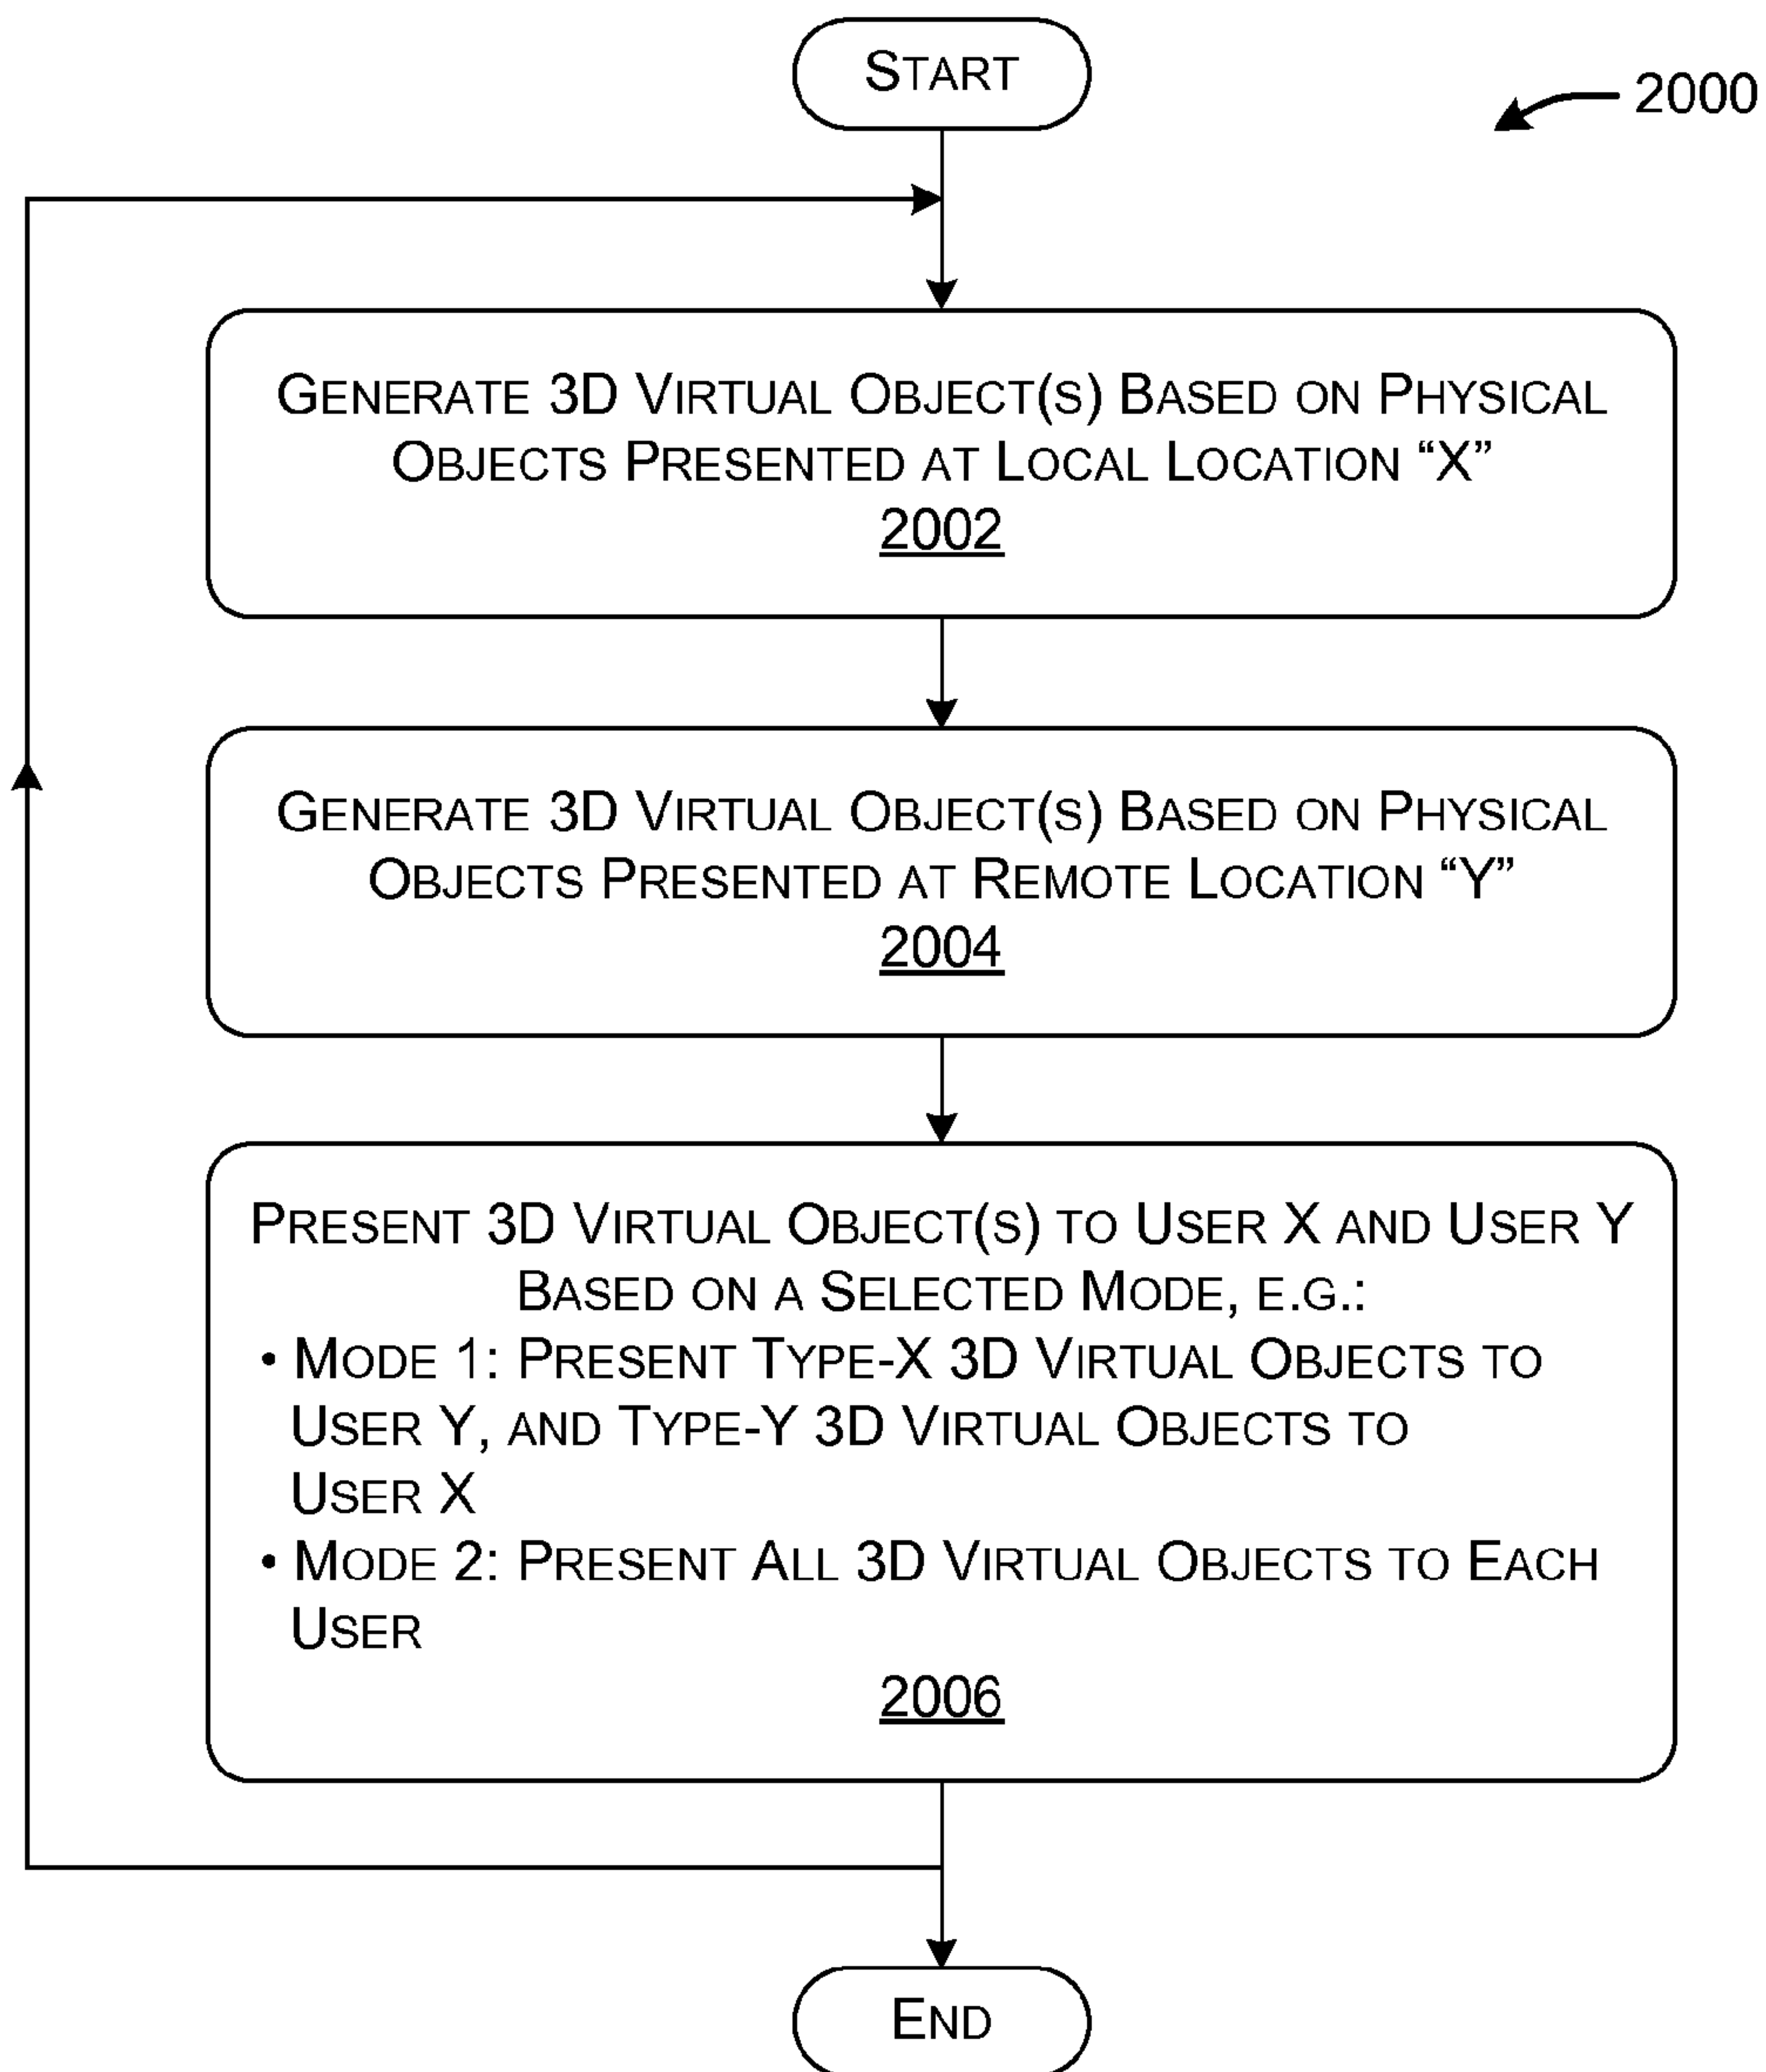 START
2000
GENERATE 3D VIRTUAL OBJECT(S) BASED ON PHYSICAL
OBJECTS PRESENTED AT LOCAL LOCATION “X”
2002
GENERATE 3D VIRTUAL OBJECT(S) BASED ON PHYSICAL
OBJECTS PRESENTED AT REMOTE LOCATION “Y”
2004
PRESENT 3D VIRTUAL OBJECT(S) TO USER X AND USER Y
BASED ON A SELECTED MODE, E.G.:
• MODE 1: PRESENT TYPE-X 3D VIRTUAL OBJECTS TO
USER Y, AND TYPE-Y 3D VIRTUAL OBJECTS TO
USER X
• MODE 2: PRESENT ALL 3D VIRTUAL OBJECTS TO EACH
USER
2006
END